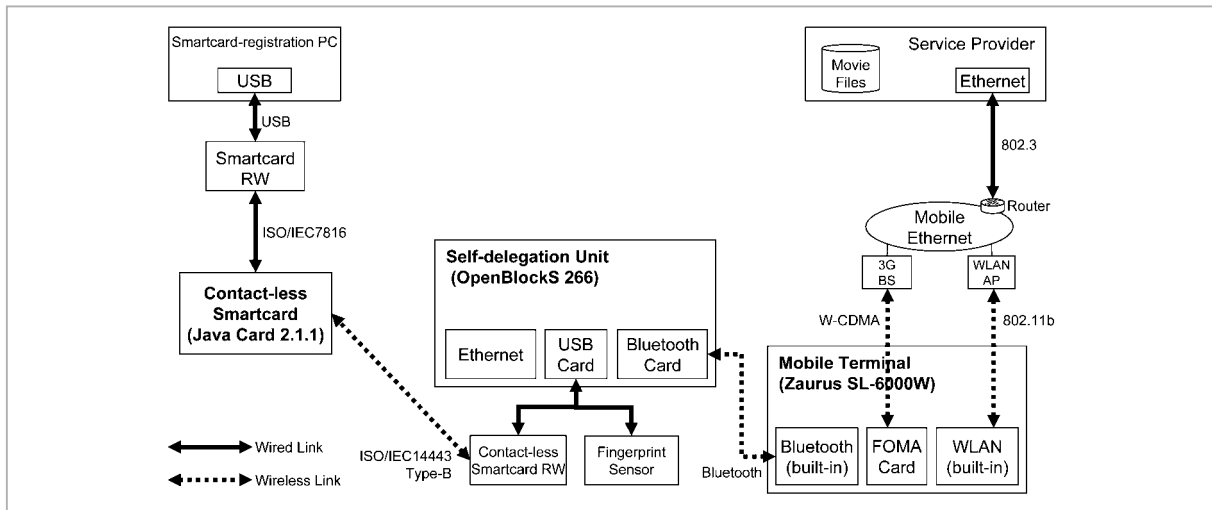 Smartcard-registration PC
USB
USB
Smartcard
RW
ISO/IEC7816
Contact-less
Smartcard
(Java Card 2.1.1)
Self-delegation Unit
(OpenBlockS 266)
Ethernet
USB
Card
Bluetooth
Card
Contact-less
Smartcard RW
Fingerprint
Sensor
ISO/IEC14443
Type-B
Wired Link
Wireless Link
Bluetooth
Service Provider
Movie
Files
Ethernet
802.3
Router
Mobile
Ethernet
3G
BS
WLAN
AP
W-CDMA
802.11b
Mobile Terminal
(Zaurus SL-6000W)
Bluetooth
(built-in)
FOMA
Card
WLAN
(built-in)